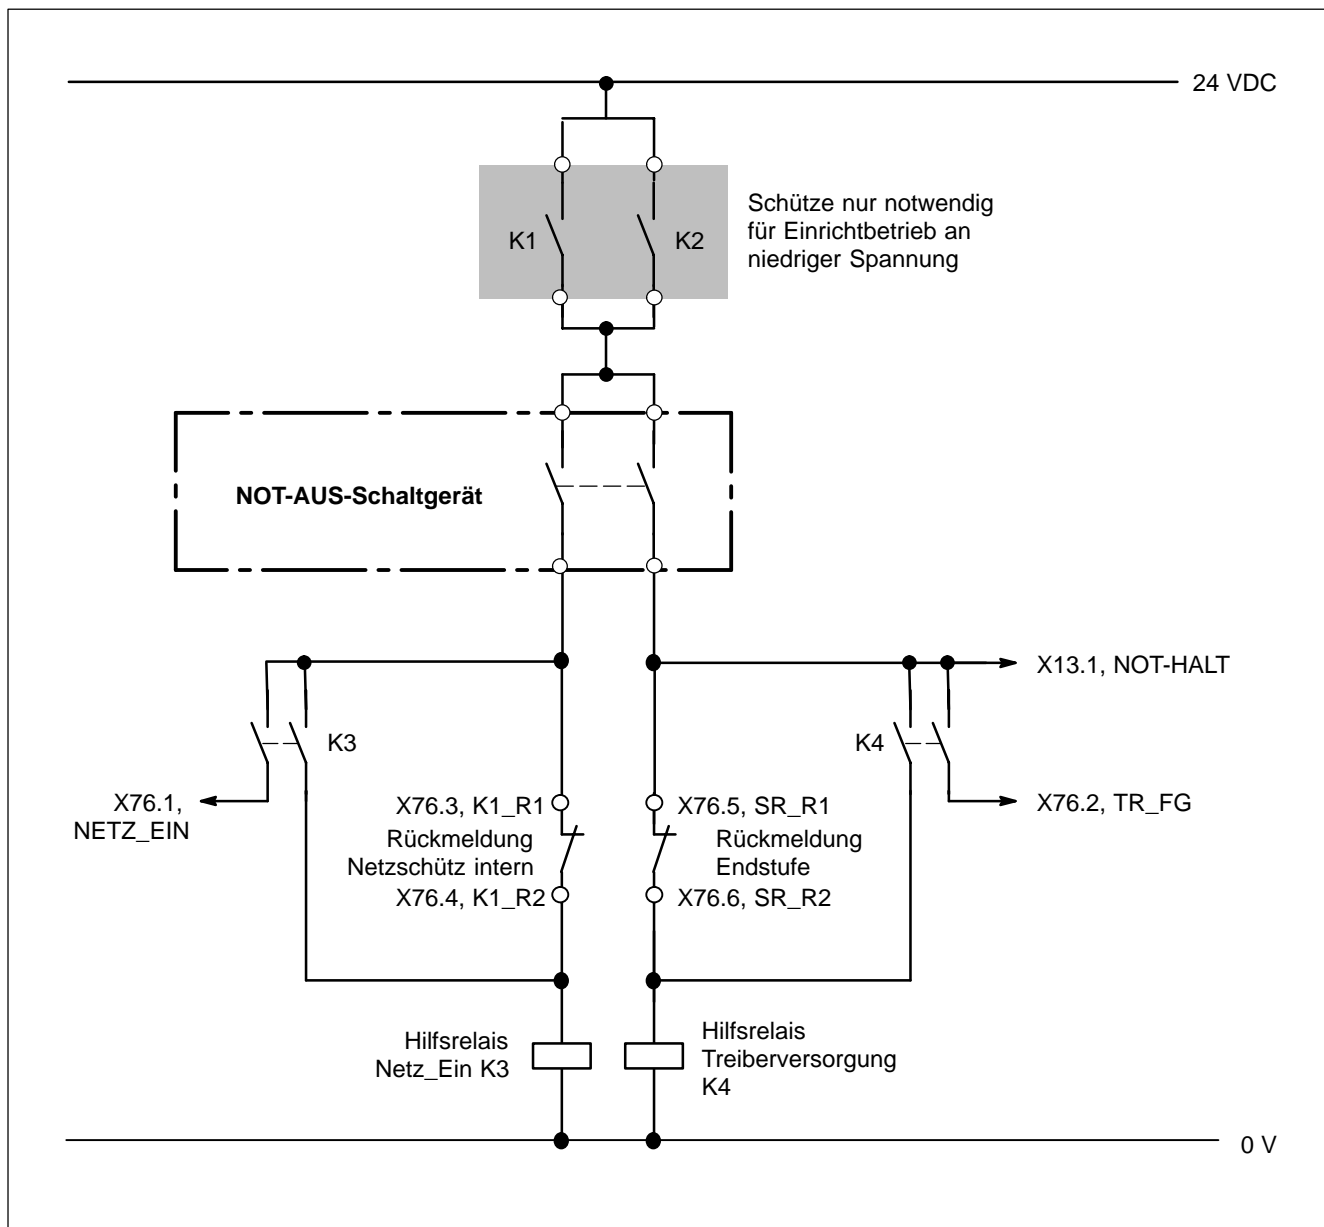 24 VDC
Schütze nur notwendig
für Einrichtbetrieb an
niedriger Spannung
K1
K2
NOT-AUS-Schaltgerät
X13.1, NOT-HALT
K3
K4
X76.1,
NETZ_EIN
X76.3, K1_R1
Rückmeldung
Netzschütz intern
X76.4, K1_R2
X76.5, SR_R1
Rückmeldung
Endstufe
X76.6, SR_R2
X76.2, TR_FG
Hilfsrelais
Netz_Ein K3
Hilfsrelais
Treiberversorgung
K4
0 V